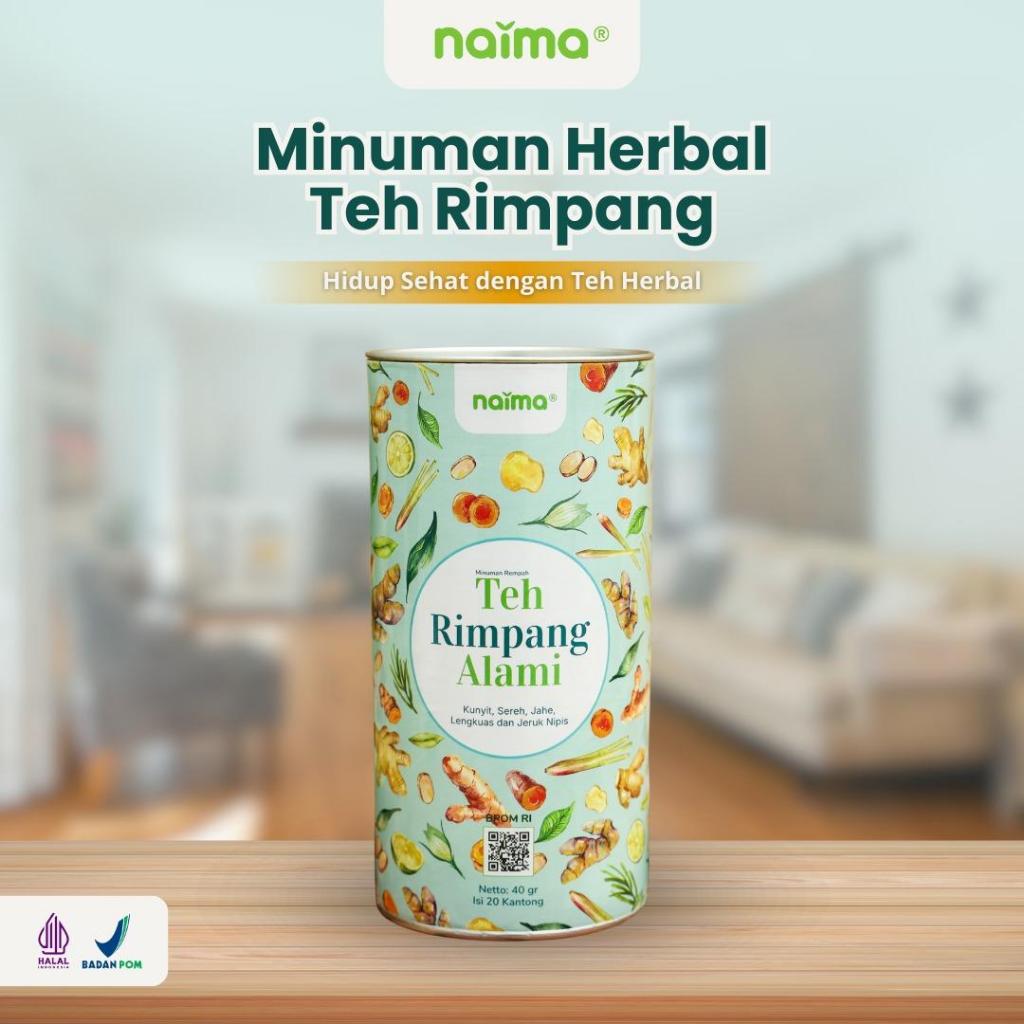 naima®
Minuman Herbal
Teh Rimpang
Hidup Sehat dengan Teh Herbal
naima®
Minuman Rempah
Teh
Rimpang
Alami
Kunyit, Sereh, Jahe,
Lengkuas dan Jeruk Nipis
BPOM RI
Netto: 40 gr
Isi 20 Kantong
HALAL
INDONESIA
BADAN POM